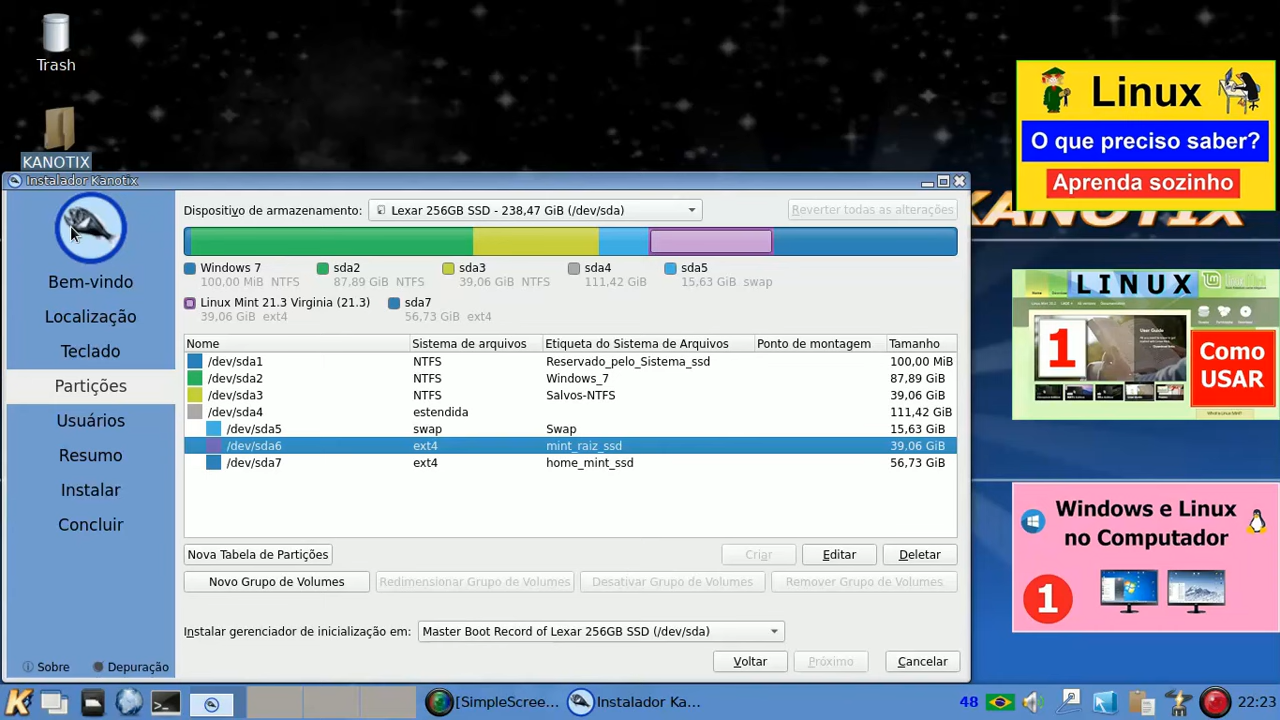 Trash
KANOTIX
Instalador Kanotix
Bem-vindo
Localização
Teclado
Partições
Usuários
Resumo
Instalar
Concluir
Sobre
Depuração
Dispositivo de armazenamento:
Lexar 256GB SSD - 238,47 GiB (/dev/sda)
Reverter todas as alterações
Windows 7 sda2 sda3 sda4 sda5
100,00 MiB NTFS 87,89 GiB NTFS 39,06 GiB NTFS 111,42 GiB 15,63 GiB swap
Linux Mint 21.3 Virginia (21.3) sda7
39,06 GiB ext4 56,73 GiB ext4
Nome Sistema de arquivos Etiqueta do Sistema de Arquivos Ponto de montagem Tamanho
/dev/sda1 NTFS Reservado_pelo_Sistema_ssd 100,00 MiB
/dev/sda2 NTFS Windows_7 87,89 GiB
/dev/sda3 NTFS Salvos-NTFS 39,06 GiB
/dev/sda4 estendida 111,42 GiB
/dev/sda5 swap Swap 15,63 GiB
/dev/sda6 ext4 mint_raiz_ssd 39,06 GiB
/dev/sda7 ext4 home_mint_ssd 56,73 GiB
Nova Tabela de Partições
Criar
Editar
Deletar
Novo Grupo de Volumes
Redimensionar Grupo de Volumes
Desativar Grupo de Volumes
Remover Grupo de Volumes
Instalar gerenciador de inicialização em:
Master Boot Record of Lexar 256GB SSD (/dev/sda)
Voltar
Próximo
Cancelar
Linux
O que preciso saber?
Aprenda sozinho
KANOTIX
LINUX
1
Como
USAR
Windows e Linux
no Computador
1
[SimpleScree...
Instalador Ka...
48
22:23